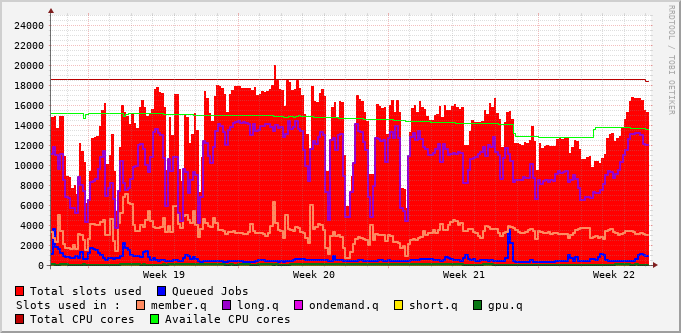 24000
22000
20000
18000
16000
14000
12000
10000
8000
6000
4000
2000
0
Week 19 Week 20 Week 21 Week 22
RRDTOOL / TOBI OETIKER
Total slots used Queued Jobs
Slots used in : member.q long.q ondemand.q short.q gpu.q
Total CPU cores Availale CPU cores